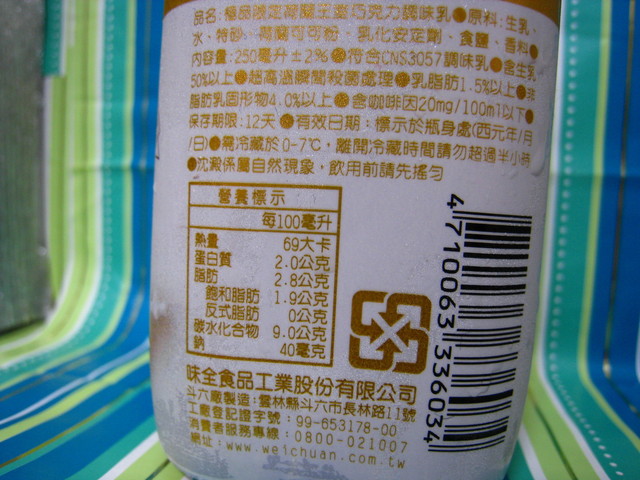 品名:極品限定荷蘭王室巧克力調味乳●原料:生乳、
水、特砂、荷蘭可可粉、乳化安定劑、食鹽、香料●
內容量:250毫升±2%●符合CNS3057調味乳●含生乳
50%以上●超高溫瞬間殺菌處理●乳脂肪1.5%以上●非
脂肪乳固形物4.0%以上●含咖啡因20mg/100ml以下●
保存期限:12天●有效日期:標示於瓶身處(西元年/月
/日)●需冷藏於0-7℃,離開冷藏時間請勿超過半小時
●沈澱係屬自然現象,飲用前請先搖勻
營養標示
每100毫升
熱量 69大卡
蛋白質 2.0公克
脂肪 2.8公克
飽和脂肪 1.9公克
反式脂肪 0公克
碳水化合物 9.0公克
鈉 40毫克
4 710063 336034
味全食品工業股份有限公司
斗六廠製造:雲林縣斗六市長林路11號
工廠登記證字號:99-653178-00
消費者服務專線:0800-021007
網址:www.weichuan.com.tw